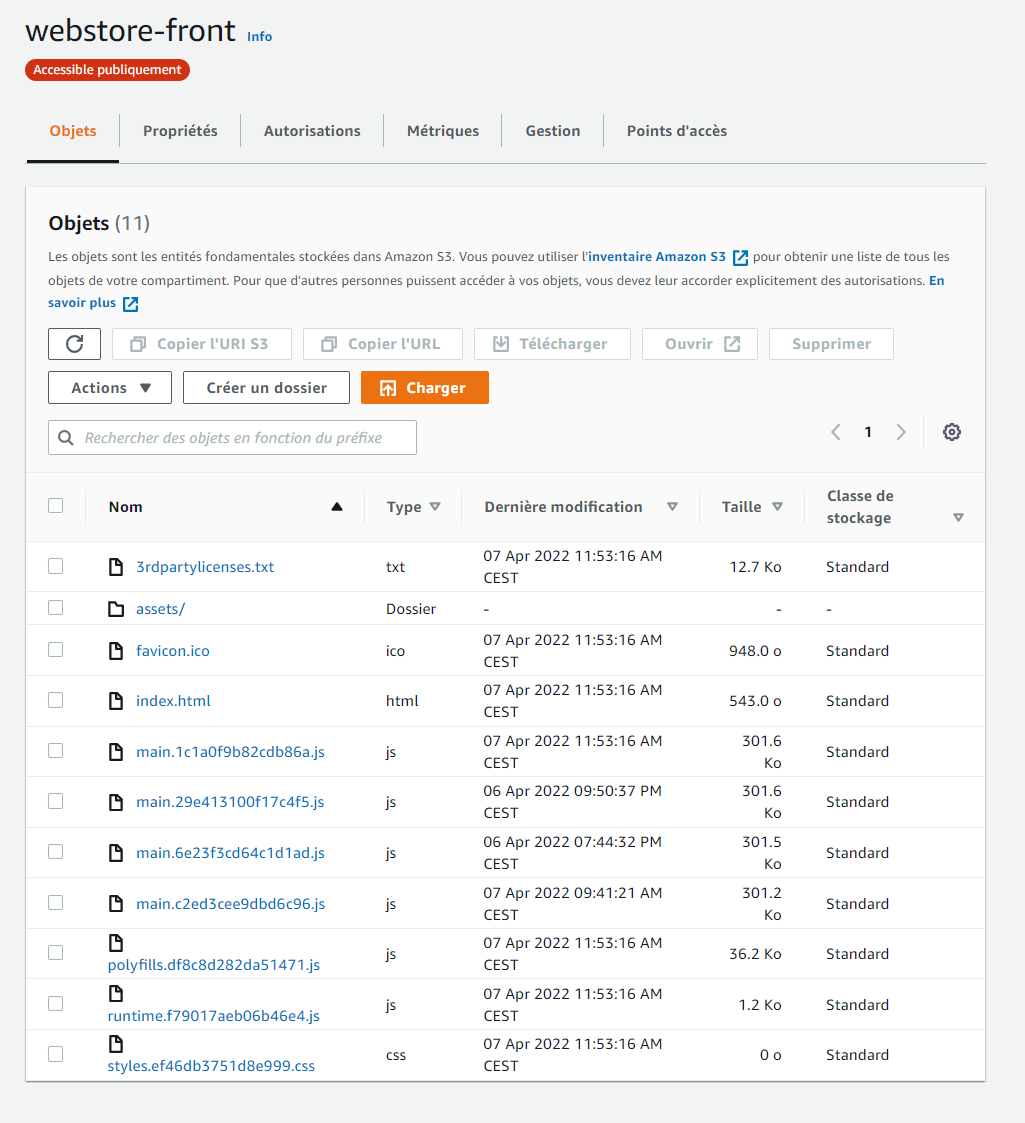 webstore-front Info
Accessible publiquement
Objets Propriétés Autorisations Métriques Gestion Points d'accès
Objets (11)
Les objets sont les entités fondamentales stockées dans Amazon S3. Vous pouvez utiliser l'inventaire Amazon S3 pour obtenir une liste de tous les
objets de votre compartiment. Pour que d'autres personnes puissent accéder à vos objets, vous devez leur accorder explicitement des autorisations. En
savoir plus
Copier l'URI S3 Copier l'URL Télécharger Ouvrir Supprimer
Actions Créer un dossier Charger
Rechercher des objets en fonction du préfixe 1
Nom Type Dernière modification Taille Classe de
stockage
3rdpartylicenses.txt txt 07 Apr 2022 11:53:16 AM 12.7 Ko Standard
CEST
assets/ Dossier - - -
favicon.ico ico 07 Apr 2022 11:53:16 AM 948.0 o Standard
CEST
index.html html 07 Apr 2022 11:53:16 AM 543.0 o Standard
CEST
main.1c1a0f9b82cdb86a.js js 07 Apr 2022 11:53:16 AM 301.6 Standard
CEST Ko
main.29e413100f17c4f5.js js 06 Apr 2022 09:50:37 PM 301.6 Standard
CEST Ko
main.6e23f3cd64c1d1ad.js js 06 Apr 2022 07:44:32 PM 301.5 Standard
CEST Ko
main.c2ed3cee9dbd6c96.js js 07 Apr 2022 09:41:21 AM 301.2 Standard
CEST Ko
polyfills.df8c8d282da51471.js js 07 Apr 2022 11:53:16 AM 36.2 Ko Standard
CEST
runtime.f79017aeb06b46e4.js js 07 Apr 2022 11:53:16 AM 1.2 Ko Standard
CEST
styles.ef46db3751d8e999.css css 07 Apr 2022 11:53:16 AM 0 o Standard
CEST